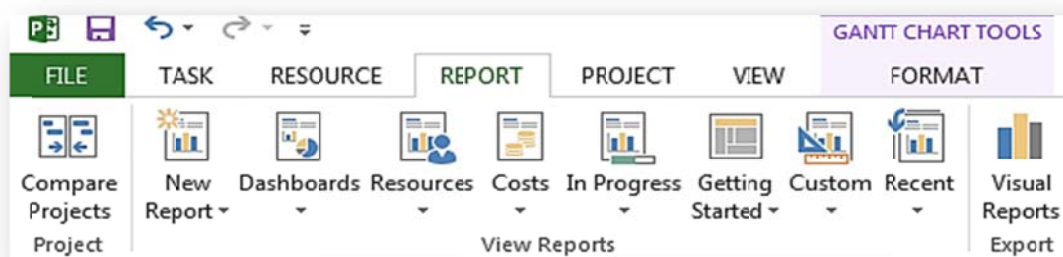 GANTT CHART TOOLS
FILE TASK RESOURCE REPORT PROJECT VIEW FORMAT
Compare New Dashboards Resources Costs In Progress Getting Custom Recent Visual
Projects Report Started Reports
Project View Reports Export